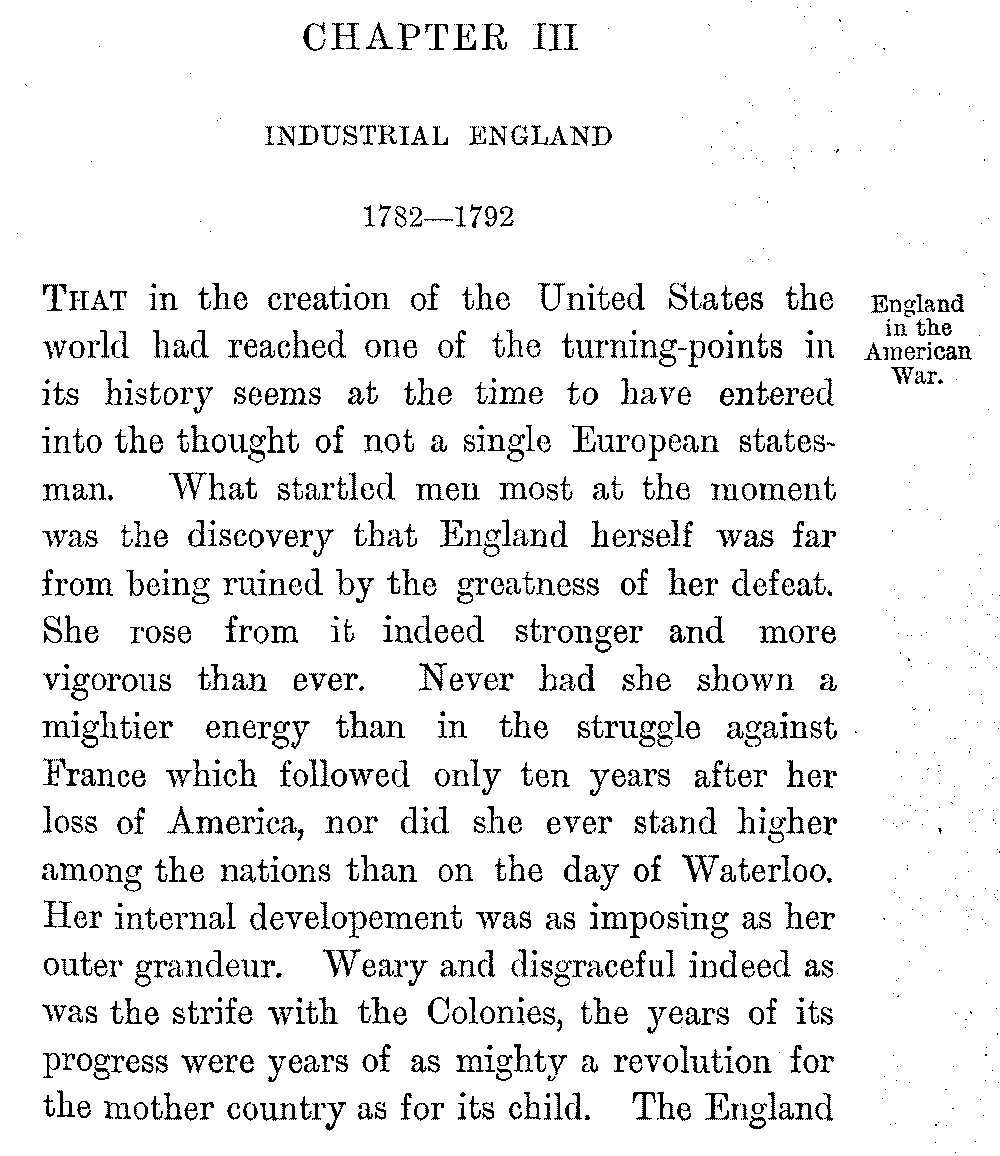 CHAPTER III
INDUSTRIAL ENGLAND
1782—1792
THAT in the creation of the United States the
world had reached one of the turning-points in
its history seems at the time to have entered
into the thought of not a single European states-
man. What startled men most at the moment
was the discovery that England herself was far
from being ruined by the greatness of her defeat.
She rose from it indeed stronger and more
vigorous than ever. Never had she shown a
mightier energy than in the struggle against
France which followed only ten years after her
loss of America, nor did she ever stand higher
among the nations than on the day of Waterloo.
Her internal developement was as imposing as her
outer grandeur. Weary and disgraceful indeed as
was the strife with the Colonies, the years of its
progress were years of as mighty a revolution for
the mother country as for its child. The England
England
in the
American
War.